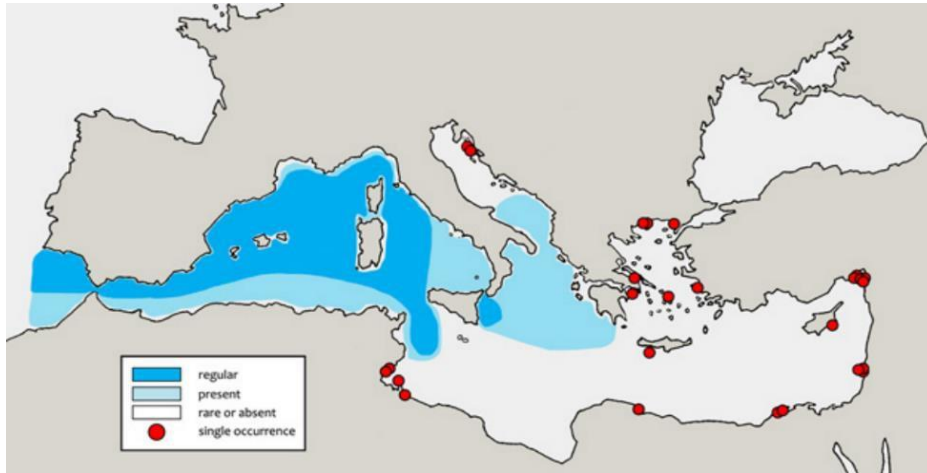 regular
present
rare or absent
single occurrence